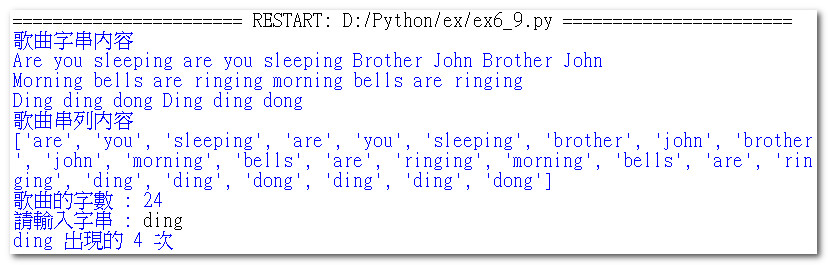 ======================= RESTART: D:/Python/ex/ex6_9.py =======================
歌曲字串內容
Are you sleeping are you sleeping Brother John Brother John
Morning bells are ringing morning bells are ringing
Ding ding dong Ding ding dong
歌曲串列內容
['are', 'you', 'sleeping', 'are', 'you', 'sleeping', 'brother', 'john', 'brother
', 'john', 'morning', 'bells', 'are', 'ringing', 'morning', 'bells', 'are', 'rin
ging', 'ding', 'ding', 'dong', 'ding', 'ding', 'dong']
歌曲的字數 : 24
請輸入字串 : ding
ding 出現的 4 次